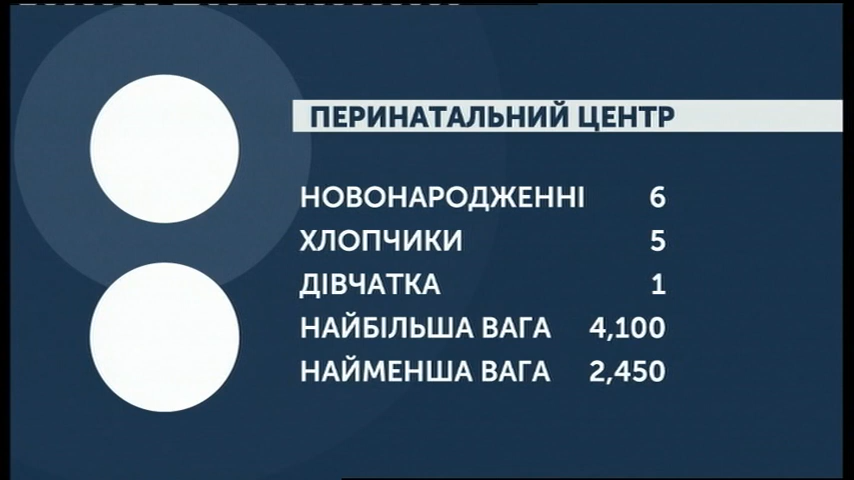 ПЕРИНАТАЛЬНИЙ ЦЕНТР
НОВОНАРОДЖЕННІ 6
ХЛОПЧИКИ 5
ДІВЧАТКА 1
НАЙБІЛЬША ВАГА 4,100
НАЙМЕНША ВАГА 2,450